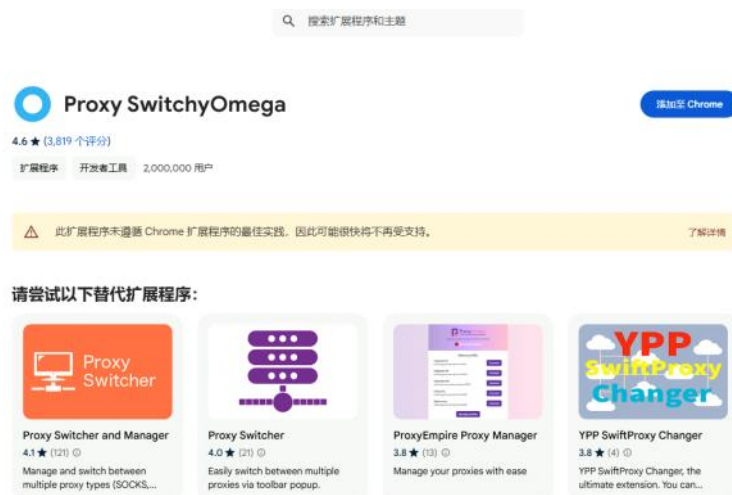 搜索扩展程序和主题
Proxy SwitchyOmega
添加至 Chrome
4.6 ★ (3,819 个评分)
扩展程序 开发者工具 2,000,000 用户
此扩展程序未遵循 Chrome 扩展程序的最佳实践，因此可能很快将不再受支持。 了解详情
请尝试以下替代扩展程序：
Proxy
Switcher
YPP
SwiftProxy
Changer
Proxy Switcher and Manager
4.1 ★ (121)
Manage and switch between
multiple proxy types (SOCKS,...
Proxy Switcher
4.0 ★ (21)
Easily switch between multiple
proxies via toolbar popup.
ProxyEmpire Proxy Manager
3.8 ★ (13)
Manage your proxies with ease
YPP SwiftProxy Changer
3.8 ★ (4)
YPP SwiftProxy Changer, the
ultimate extension. You can...